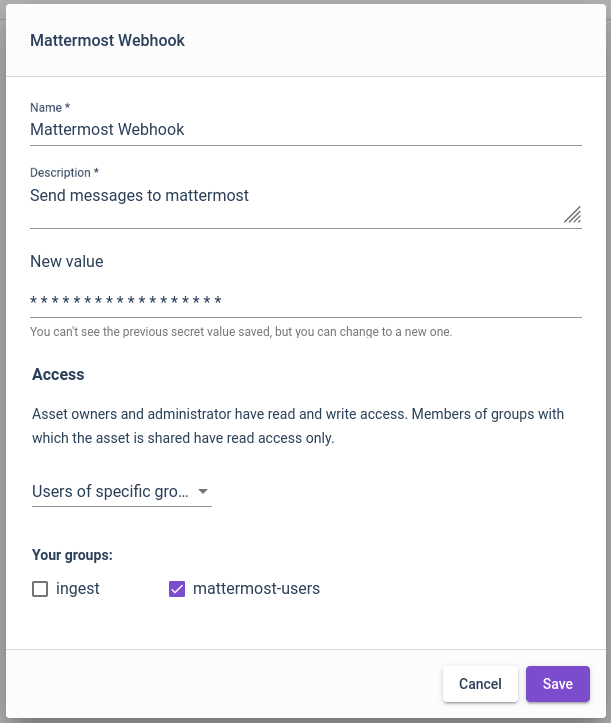 Mattermost Webhook
Name *
Mattermost Webhook
Description *
Send messages to mattermost
New value
* * * * * * * * * * * * * * * * * *
You can't see the previous secret value saved, but you can change to a new one.
Access
Asset owners and administrator have read and write access. Members of groups with
which the asset is shared have read access only.
Users of specific gro...
Your groups:
ingest mattermost-users
Cancel Save